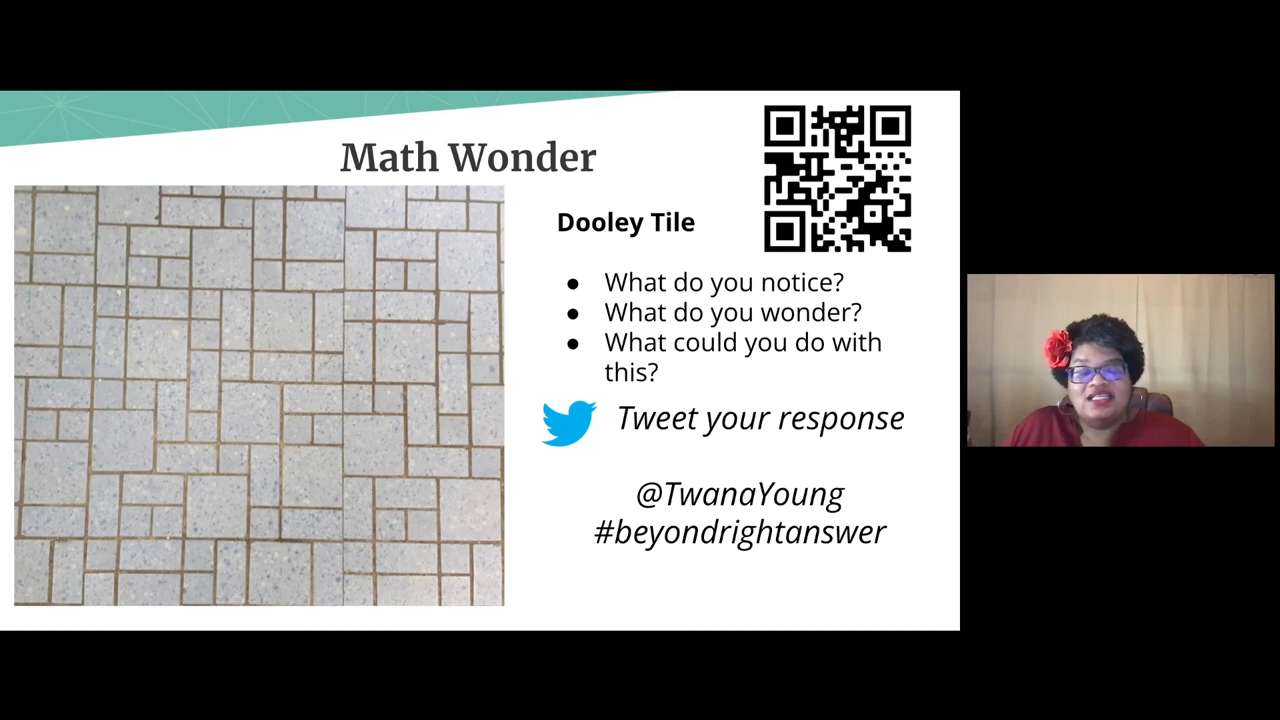 Math Wonder
Dooley Tile
● What do you notice?
● What do you wonder?
● What could you do with
this?
Tweet your response
@TwanaYoung
#beyondrightanswer